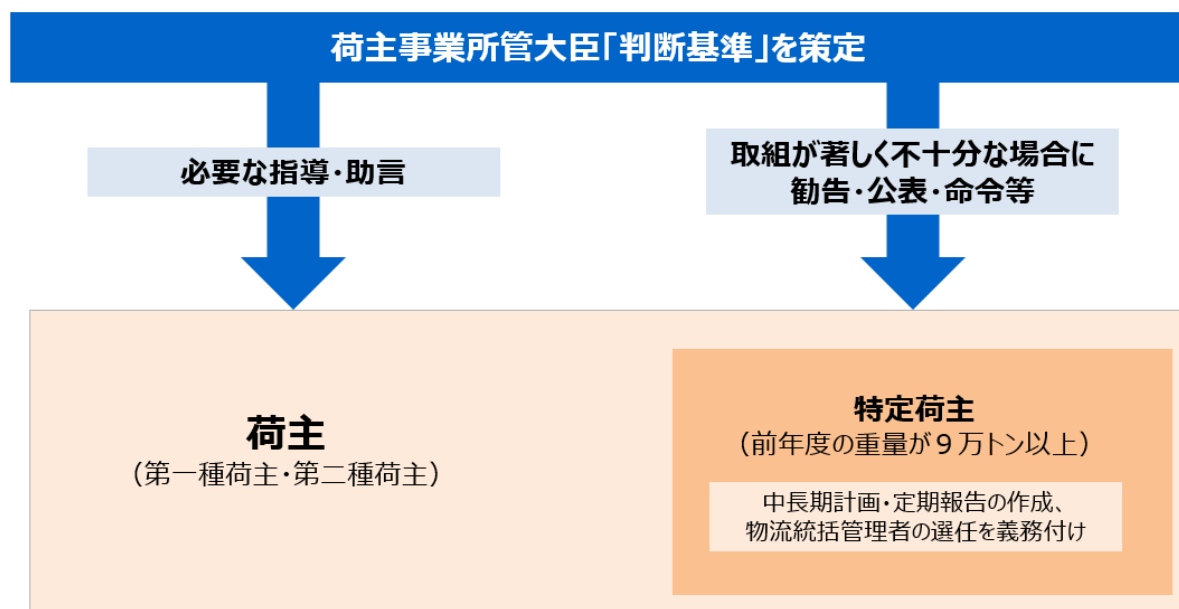 荷主事業所管大臣「判断基準」を策定
必要な指導・助言
取組が著しく不十分な場合に
勧告・公表・命令等
荷主
（第一種荷主・第二種荷主）
特定荷主
（前年度の重量が９万トン以上）
中長期計画・定期報告の作成、
物流統括管理者の選任を義務付け